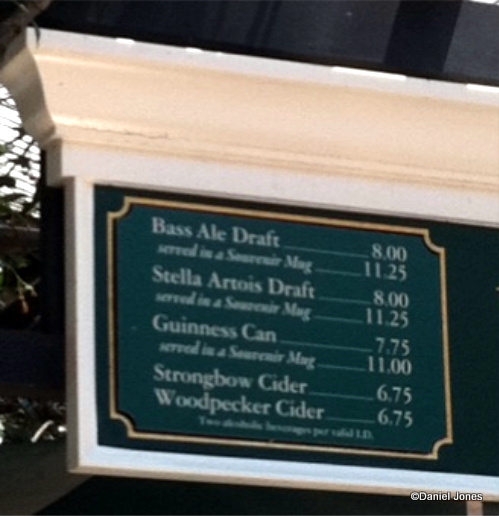 Bass Ale Draft 8.00
served in a Souvenir Mug 11.25
Stella Artois Draft 8.00
served in a Souvenir Mug 11.25
Guinness Can 7.75
served in a Souvenir Mug 11.00
Strongbow Cider 6.75
Woodpecker Cider 6.75
Two alcoholic beverages per valid I.D.
©Daniel Jones